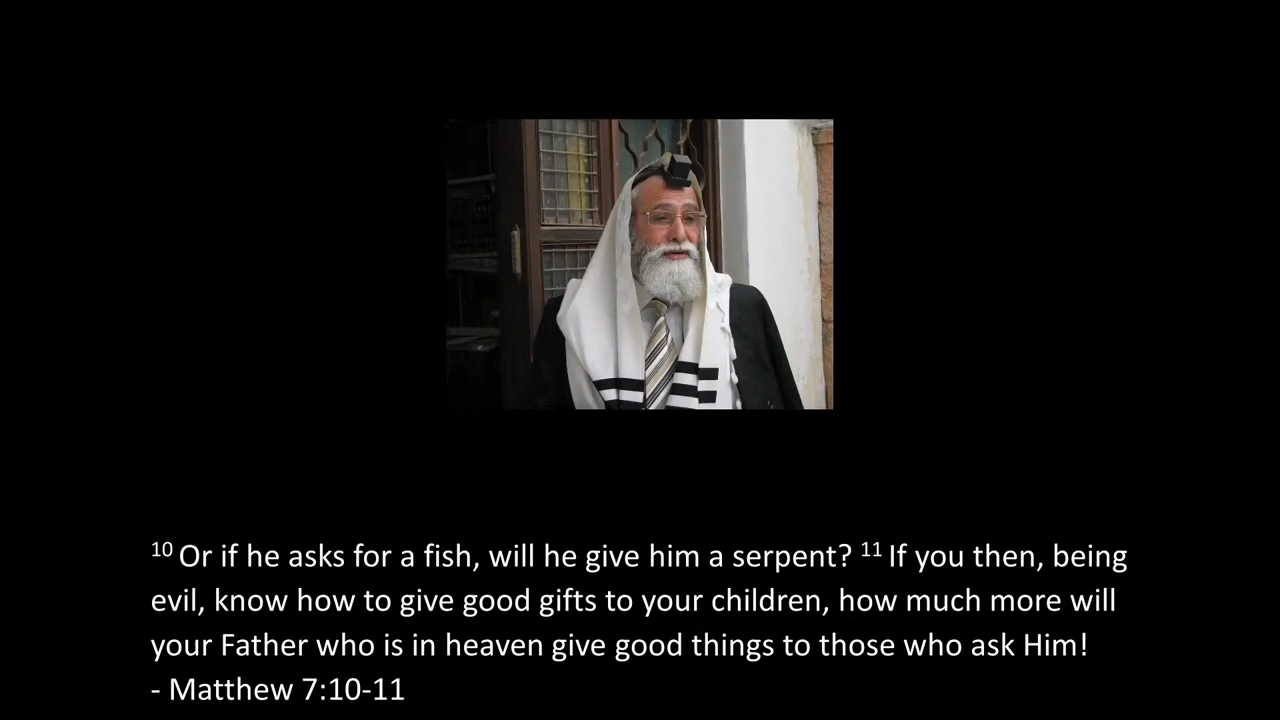 ¹⁰ Or if he asks for a fish, will he give him a serpent? ¹¹ If you then, being
evil, know how to give good gifts to your children, how much more will
your Father who is in heaven give good things to those who ask Him!
- Matthew 7:10-11